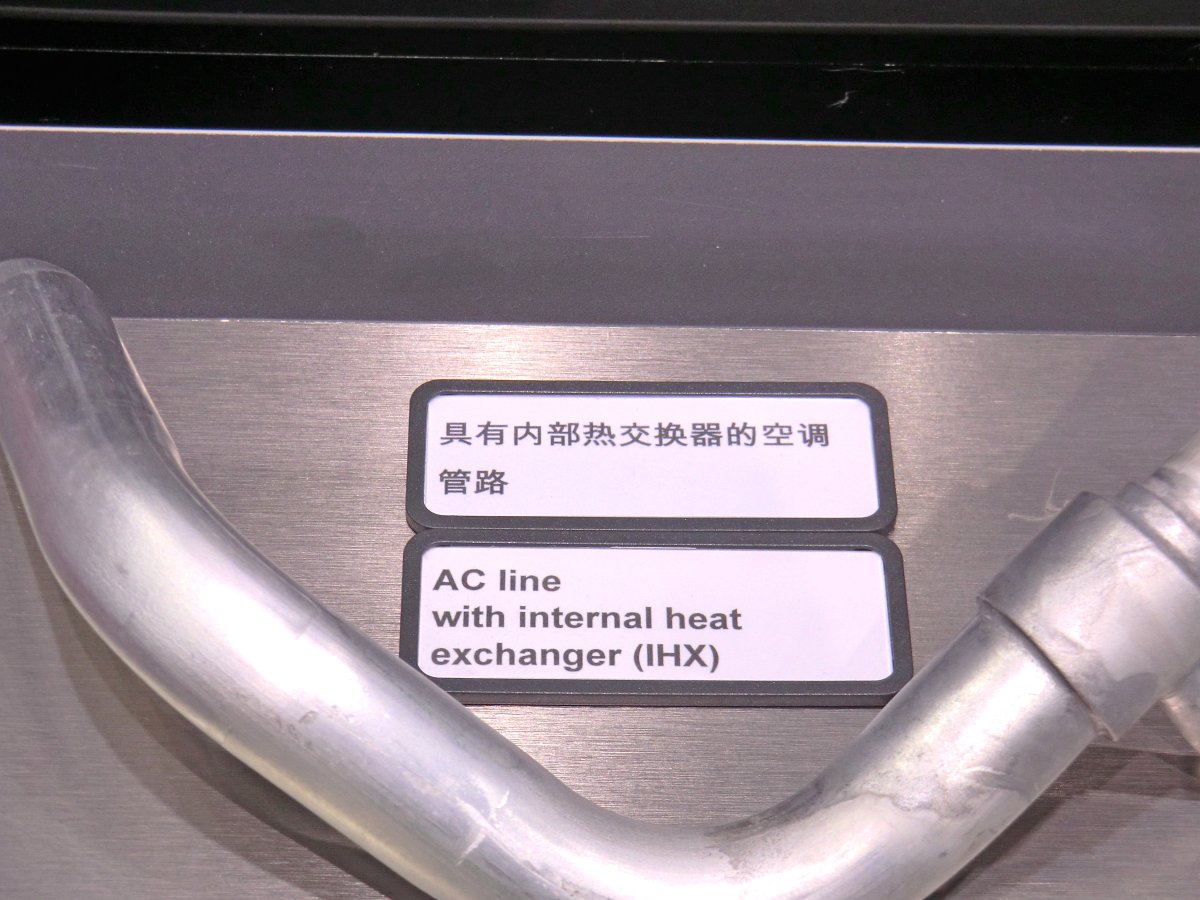 具有内部热交换器的空调
管路
AC line
with internal heat
exchanger (IHX)